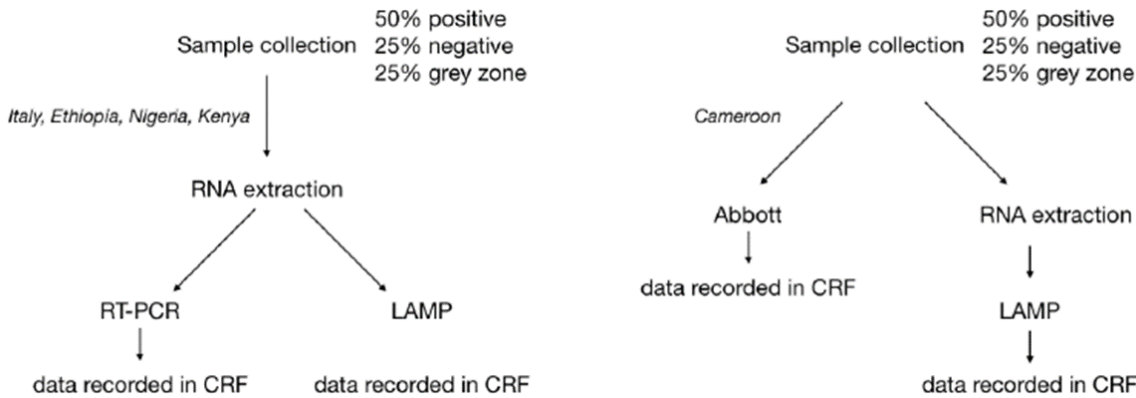 50% positive
Sample collection 25% negative
25% grey zone
Italy, Ethiopia, Nigeria, Kenya
RNA extraction
RT-PCR
LAMP
data recorded in CRF
data recorded in CRF
50% positive
Sample collection 25% negative
25% grey zone
Cameroon
Abbott
RNA extraction
data recorded in CRF
LAMP
data recorded in CRF